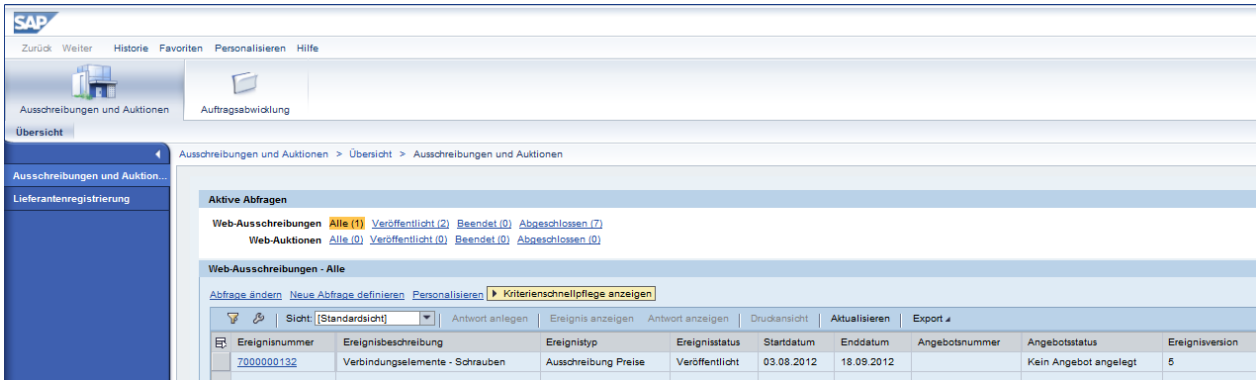 SAP
Zurück Weiter Historie Favoriten Personalisieren Hilfe
Ausschreibungen und Auktionen Auftragsabwicklung
Übersicht
Ausschreibungen und Auktionen > Übersicht > Ausschreibungen und Auktionen
Ausschreibungen und Auktion...
Lieferantenregistrierung
Aktive Abfragen
Web-Ausschreibungen Alle (1) Veröffentlicht (2) Beendet (0) Abgeschlossen (7)
Web-Auktionen Alle (0) Veröffentlicht (0) Beendet (0) Abgeschlossen (0)
Web-Ausschreibungen - Alle
Abfrage ändern Neue Abfrage definieren Personalisieren Kriterienschnellpflege anzeigen
Sicht: [Standardsicht] Antwort anlegen Ereignis anzeigen Antwort anzeigen Druckansicht Aktualisieren Export
Ereignisnummer Ereignisbeschreibung Ereignistyp Ereignisstatus Startdatum Enddatum Angebotsnummer Angebotsstatus Ereignisversion
7000000132 Verbindungselemente - Schrauben Ausschreibung Preise Veröffentlicht 03.08.2012 18.09.2012 Kein Angebot angelegt 5